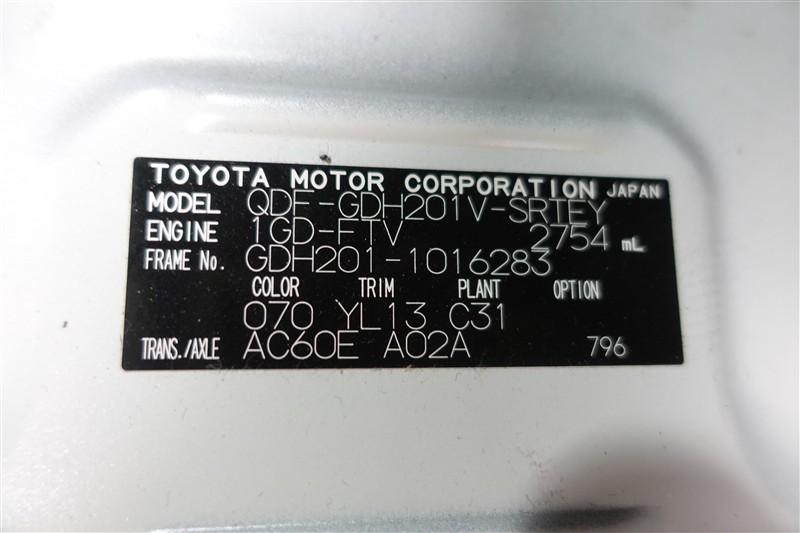 TOYOTA MOTOR CORPORATION JAPAN
MODEL QDF-GDH201V-SRTEY
ENGINE 1GD-FTV 2754 mL
FRAME No. GDH201-1016283
COLOR TRIM PLANT OPTION
070 YL13 C31
TRANS./AXLE AC60E A02A 796